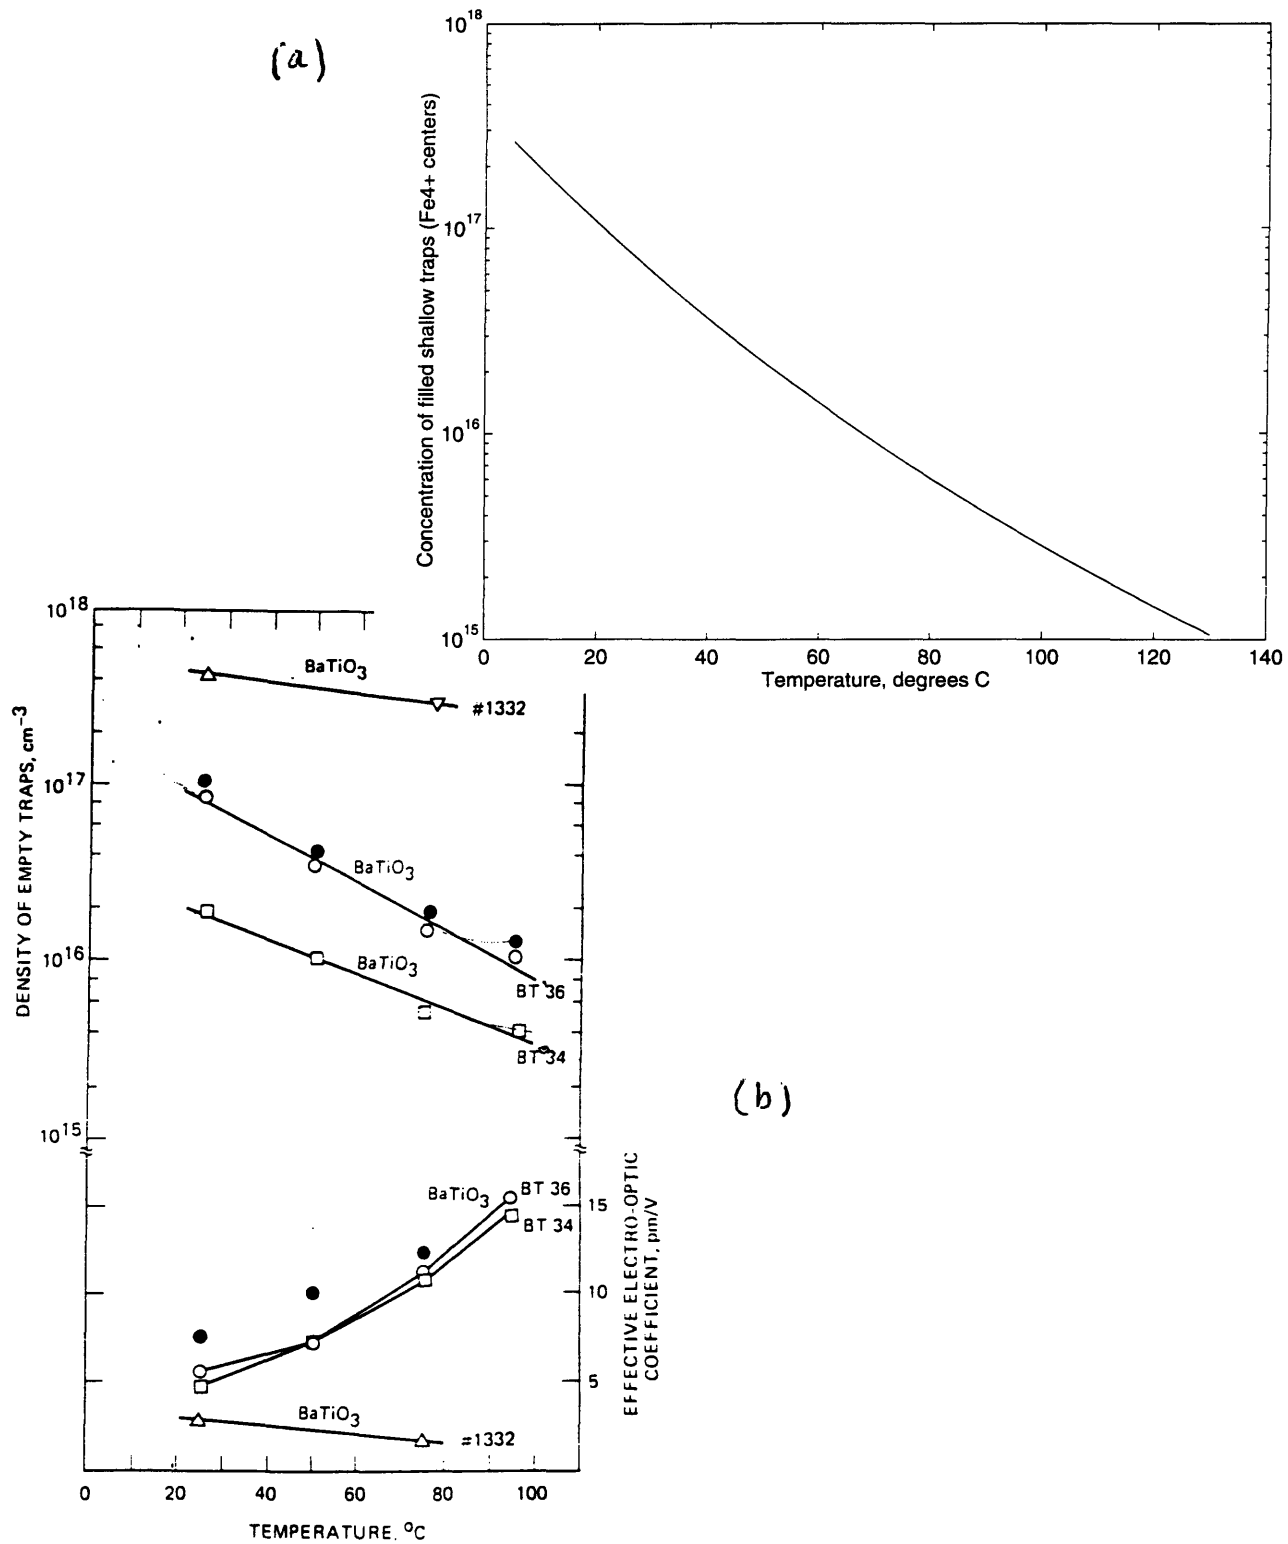 (a)
10^18
10^17
10^16
10^15
Concentration of filled shallow traps (Fe4+ centers)
0 20 40 60 80 100 120 140
Temperature, degrees C
10^18
10^17
10^16
10^15
DENSITY OF EMPTY TRAPS, cm^-3
BaTiO3
#1332
BaTiO3
BT 36
BaTiO3
BT 34
(b)
BaTiO3
BT 36
BT 34
15
10
5
EFFECTIVE ELECTRO-OPTIC
COEFFICIENT, pm/V
BaTiO3
#1332
0 20 40 60 80 100
TEMPERATURE, °C